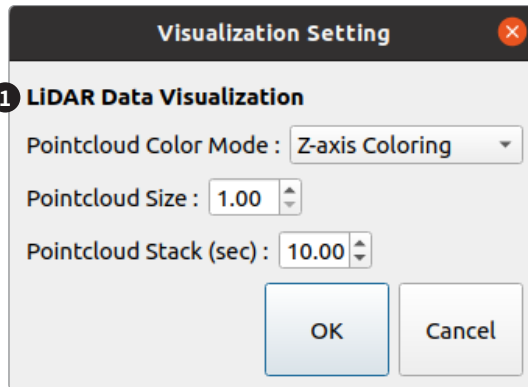 Visualization Setting
1 LiDAR Data Visualization
Pointcloud Color Mode : Z-axis Coloring
Pointcloud Size : 1.00
Pointcloud Stack (sec) : 10.00
OK Cancel